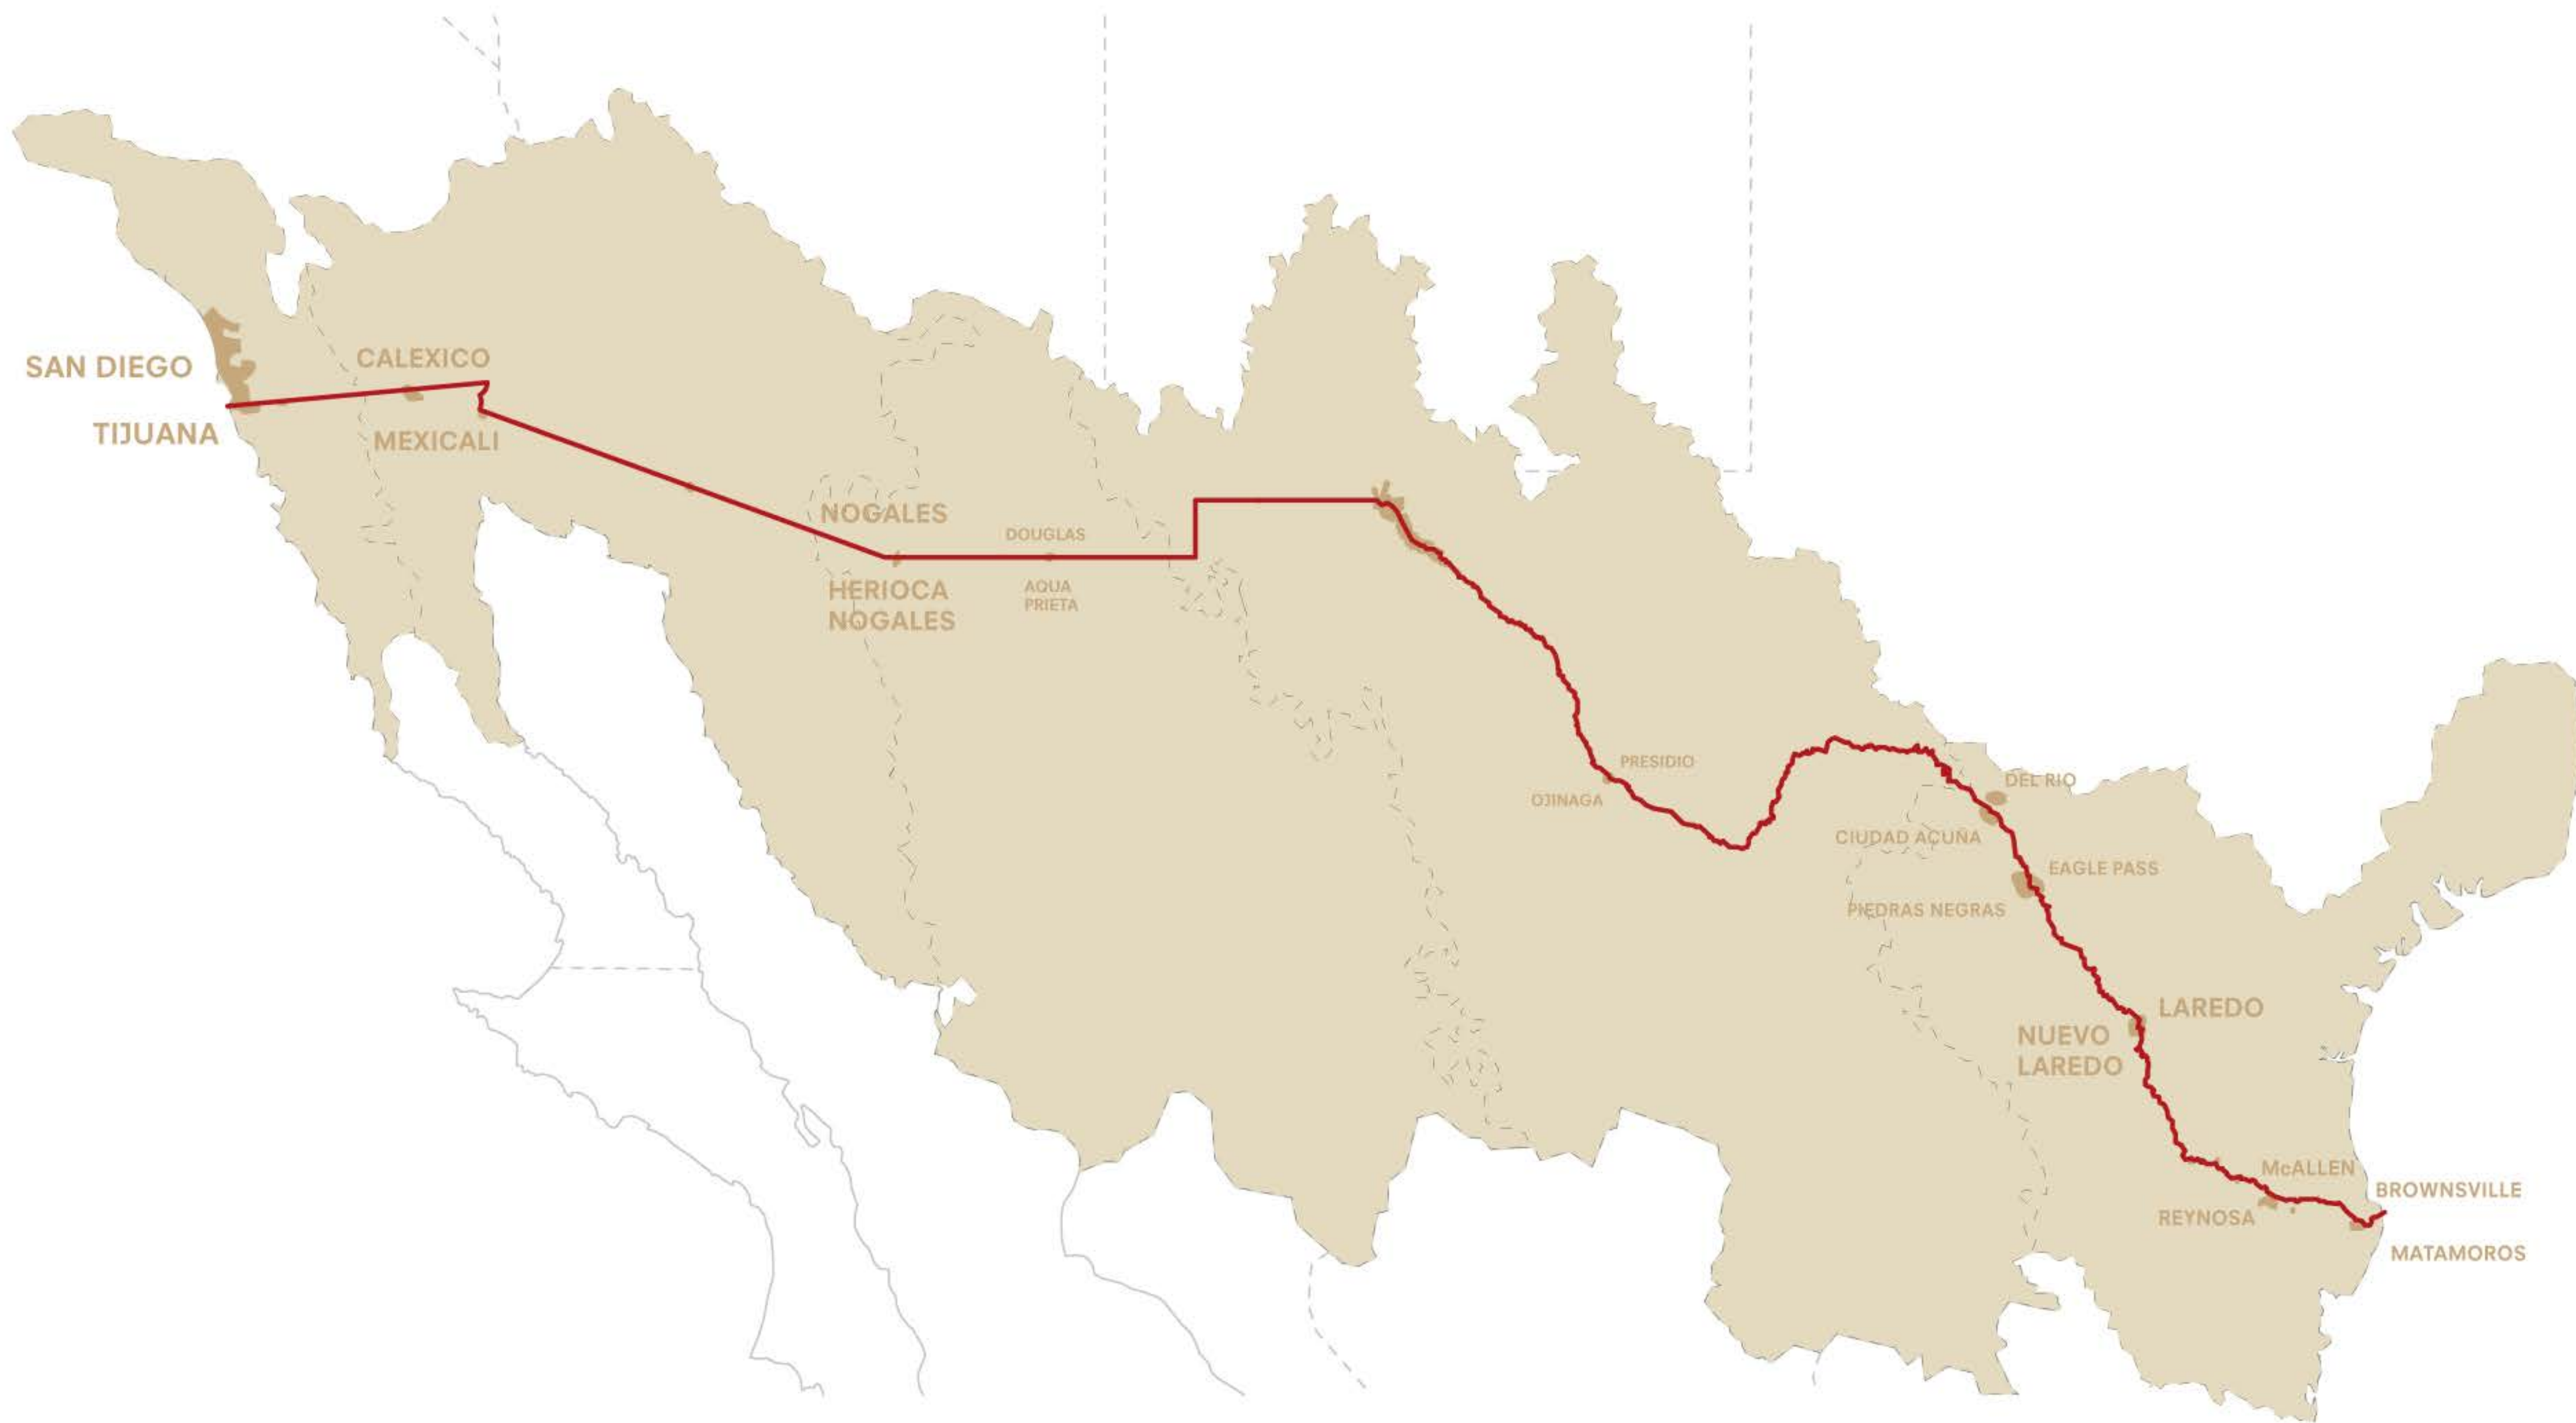 SAN DIEGO
TIJUANA
CALEXICO
MEXICALI
NOGALES
HERIOCA
NOGALES
DOUGLAS
AQUA
PRIETA
PRESIDIO
OJINAGA
DEL RIO
CIUDAD ACUÑA
EAGLE PASS
PIEDRAS NEGRAS
LAREDO
NUEVO
LAREDO
McALLEN
REYNOSA
BROWNSVILLE
MATAMOROS